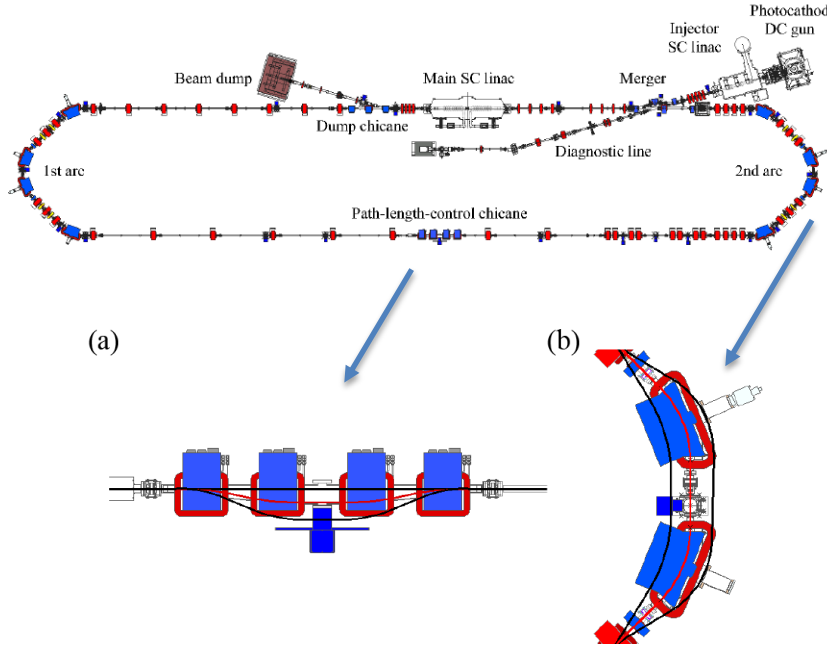 Photocathod
DC gun
Injector
SC linac
Beam dump
Main SC linac
Merger
Dump chicane
Diagnostic line
1st arc
2nd arc
Path-length-control chicane
(a)
(b)